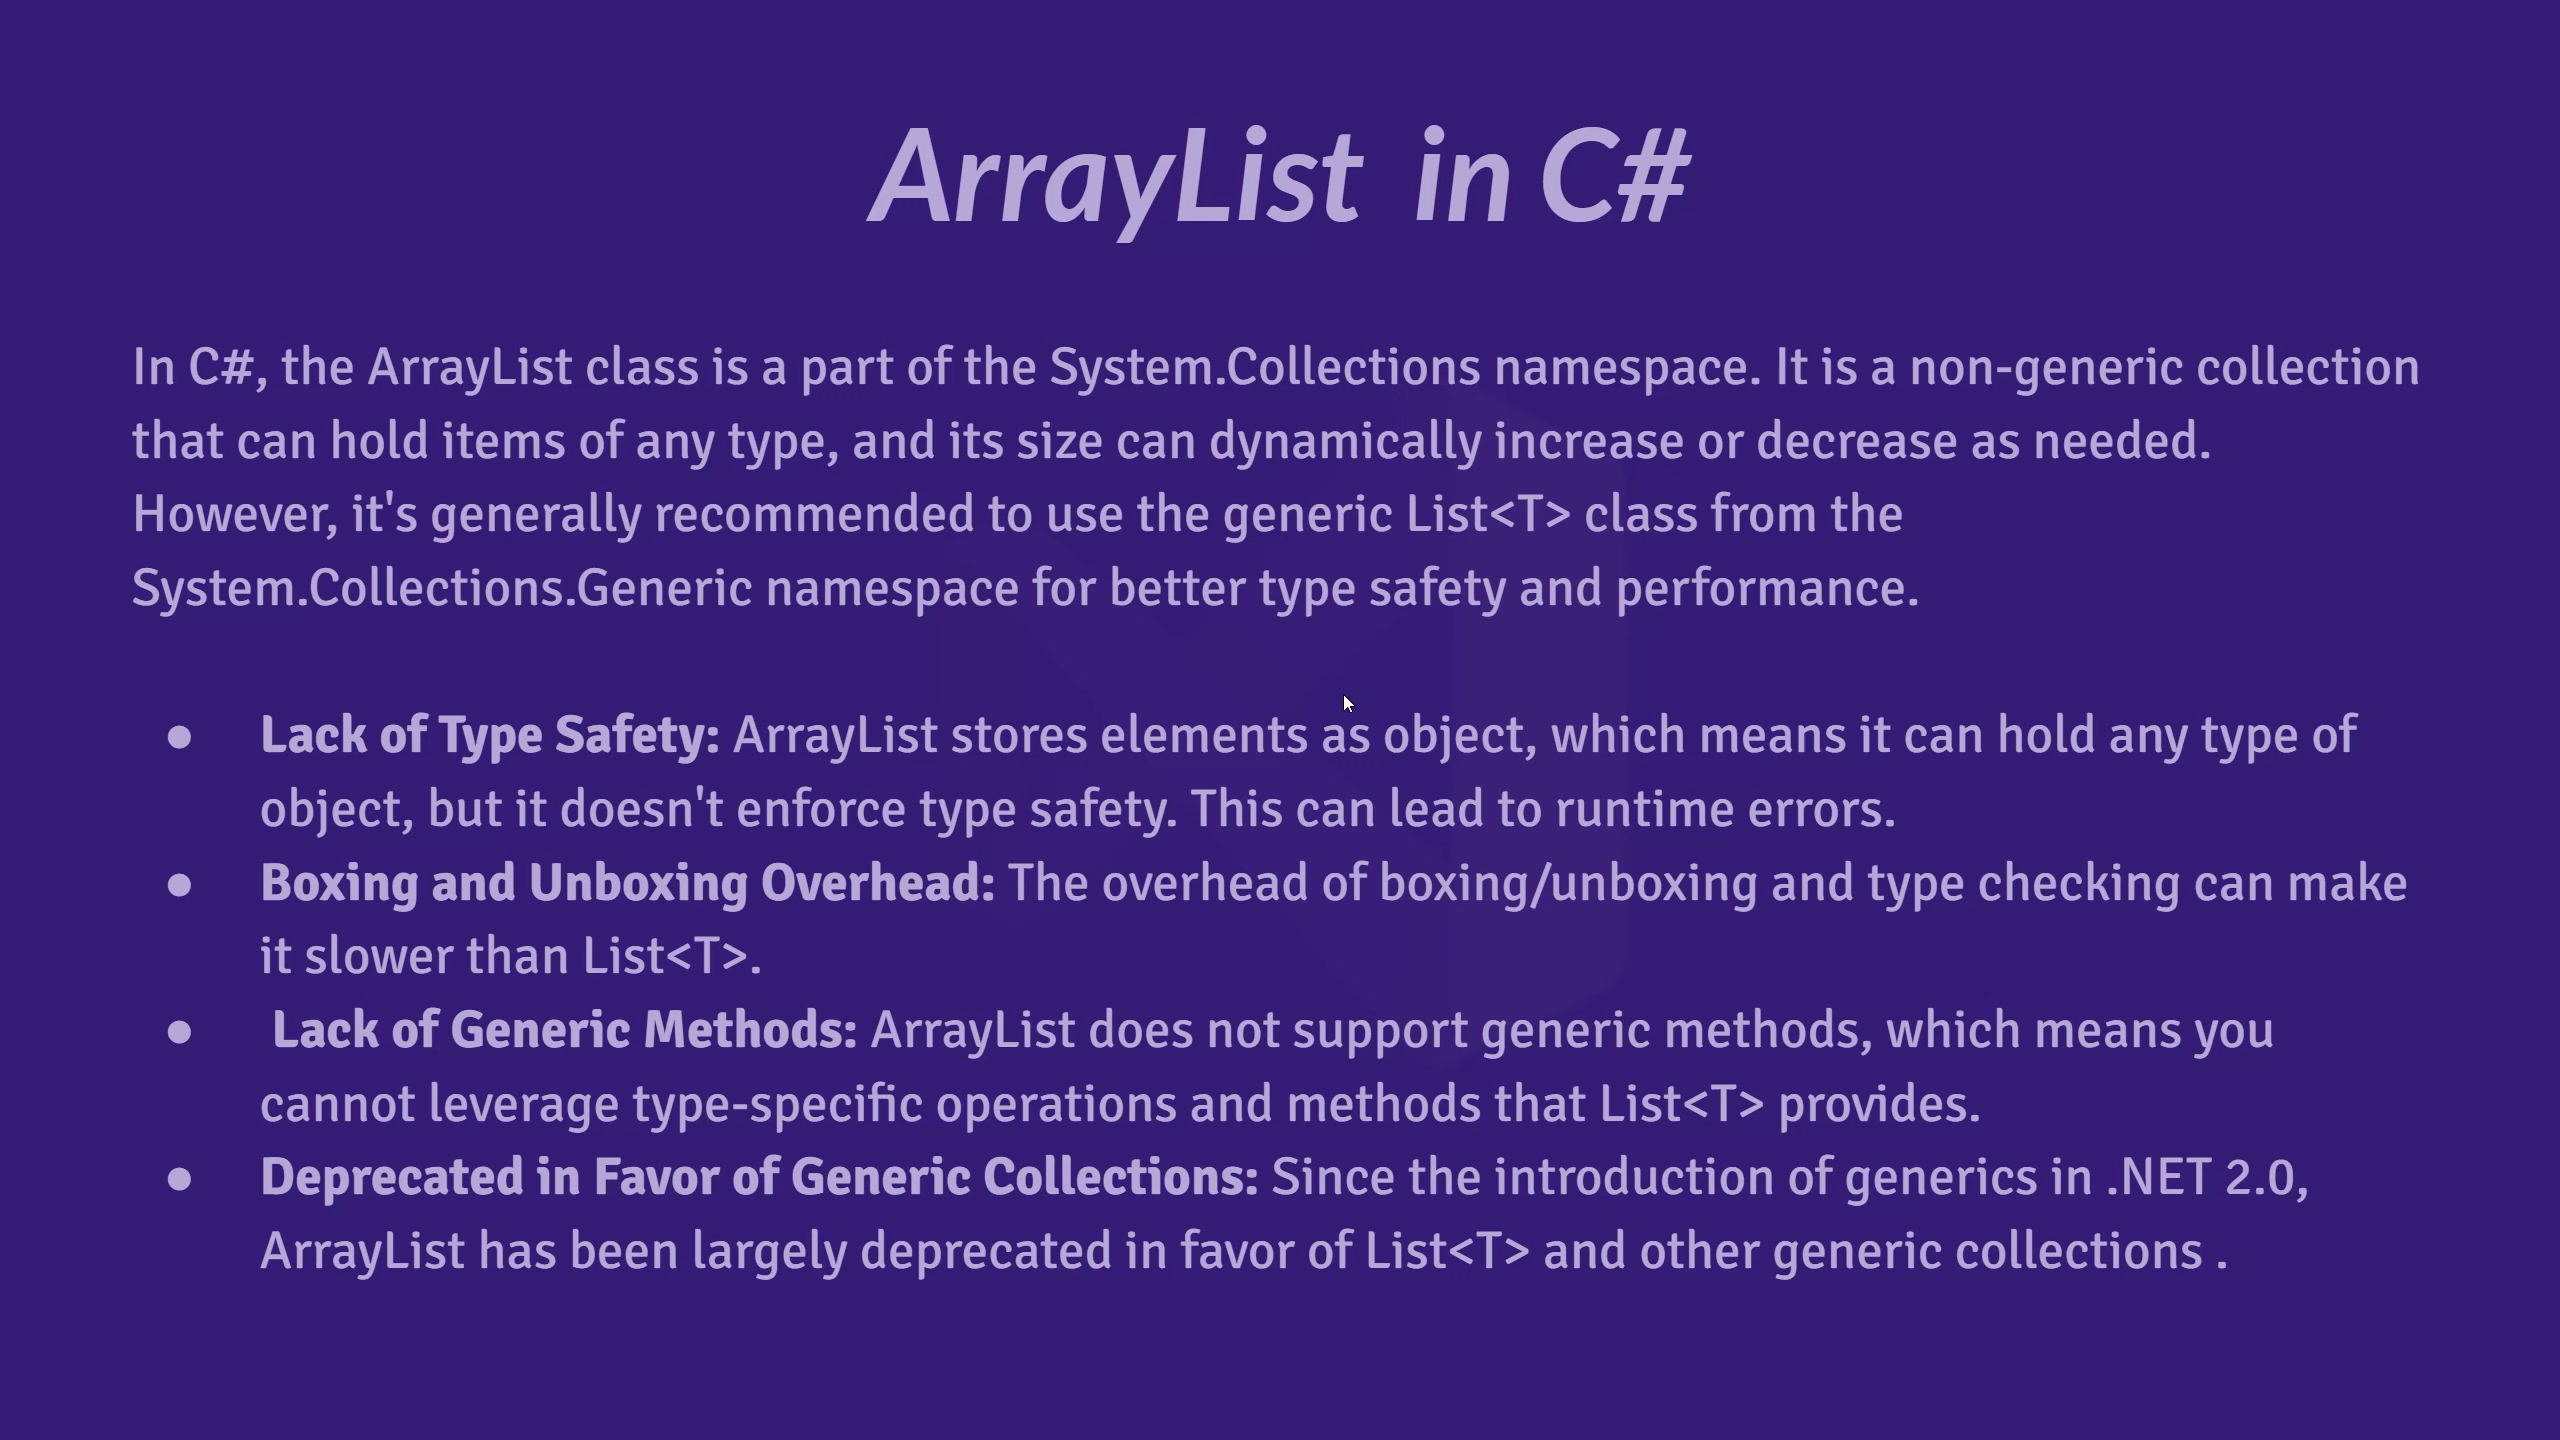 ArrayList in C#
In C#, the ArrayList class is a part of the System.Collections namespace. It is a non-generic collection
that can hold items of any type, and its size can dynamically increase or decrease as needed.
However, it's generally recommended to use the generic List<T> class from the
System.Collections.Generic namespace for better type safety and performance.
● Lack of Type Safety: ArrayList stores elements as object, which means it can hold any type of
object, but it doesn't enforce type safety. This can lead to runtime errors.
● Boxing and Unboxing Overhead: The overhead of boxing/unboxing and type checking can make
it slower than List<T>.
● Lack of Generic Methods: ArrayList does not support generic methods, which means you
cannot leverage type-specific operations and methods that List<T> provides.
● Deprecated in Favor of Generic Collections: Since the introduction of generics in .NET 2.0,
ArrayList has been largely deprecated in favor of List<T> and other generic collections .